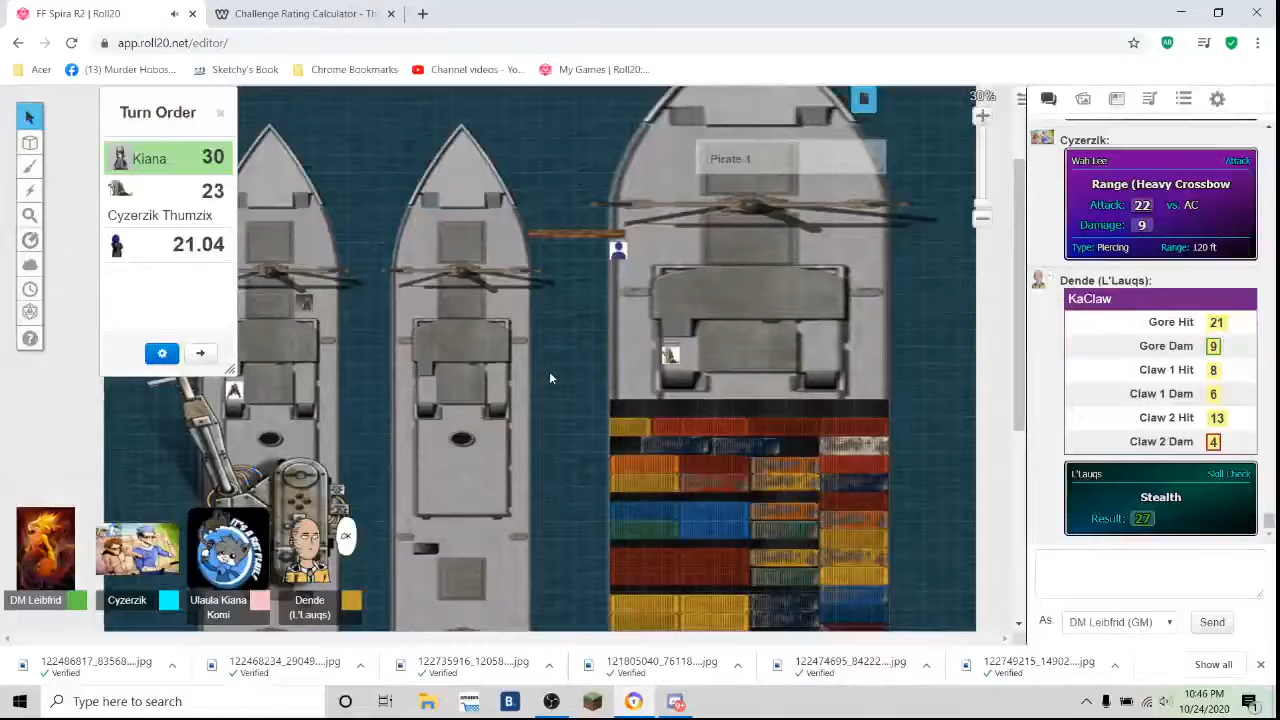 FF Spira R2 | Roll20
Challenge Rating Calculator - Th
app.roll20.net/editor/
Acer
(13) Murder Hobos...
Sketchy's Book
Chrome Bookmarks
Channel videos - Yo...
My Games | Roll20:...
Turn Order
Kiana 30
23
Cyzerzik Thumzix
21.04
Pirate 1
30%
Cyzerzik:
Wah Lee Attack
Range (Heavy Crossbow
Attack: 22 vs. AC
Damage: 9
Type: Piercing Range: 120 ft
Dende (L'Lauqs):
KaClaw
Gore Hit 21
Gore Dam 9
Claw 1 Hit 8
Claw 1 Dam 6
Claw 2 Hit 13
Claw 2 Dam 4
L'Lauqs Skill Check
Stealth
Result: 27
IT'S A
OK
DM Leibfrid
Cyzerzik
Ulaula Kiana
Komi
Dende
(L'Lauqs)
As: DM Leibfrid (GM) Send
122486817_83568....jpg
Verified
122468234_29049....jpg
Verified
122735916_12058....jpg
Verified
121805040_76118....jpg
Verified
122474695_84222....jpg
Verified
122749215_14902....jpg
Verified
Show all
Type here to search
10:46 PM
10/24/2020